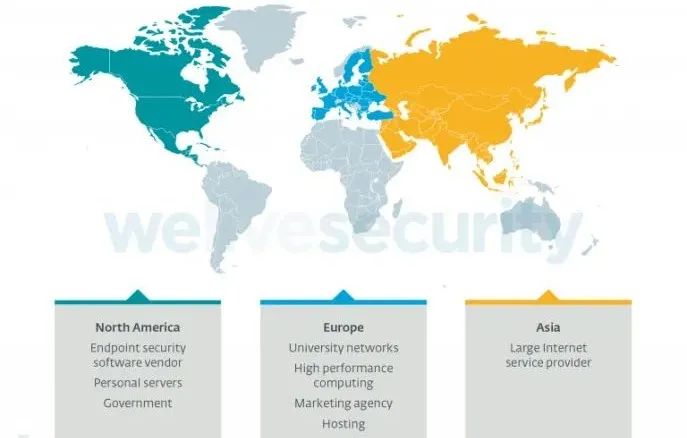 welivesecurity
North America
Endpoint security
software vendor
Personal servers
Government
Europe
University networks
High performance
computing
Marketing agency
Hosting
Asia
Large Internet
service provider